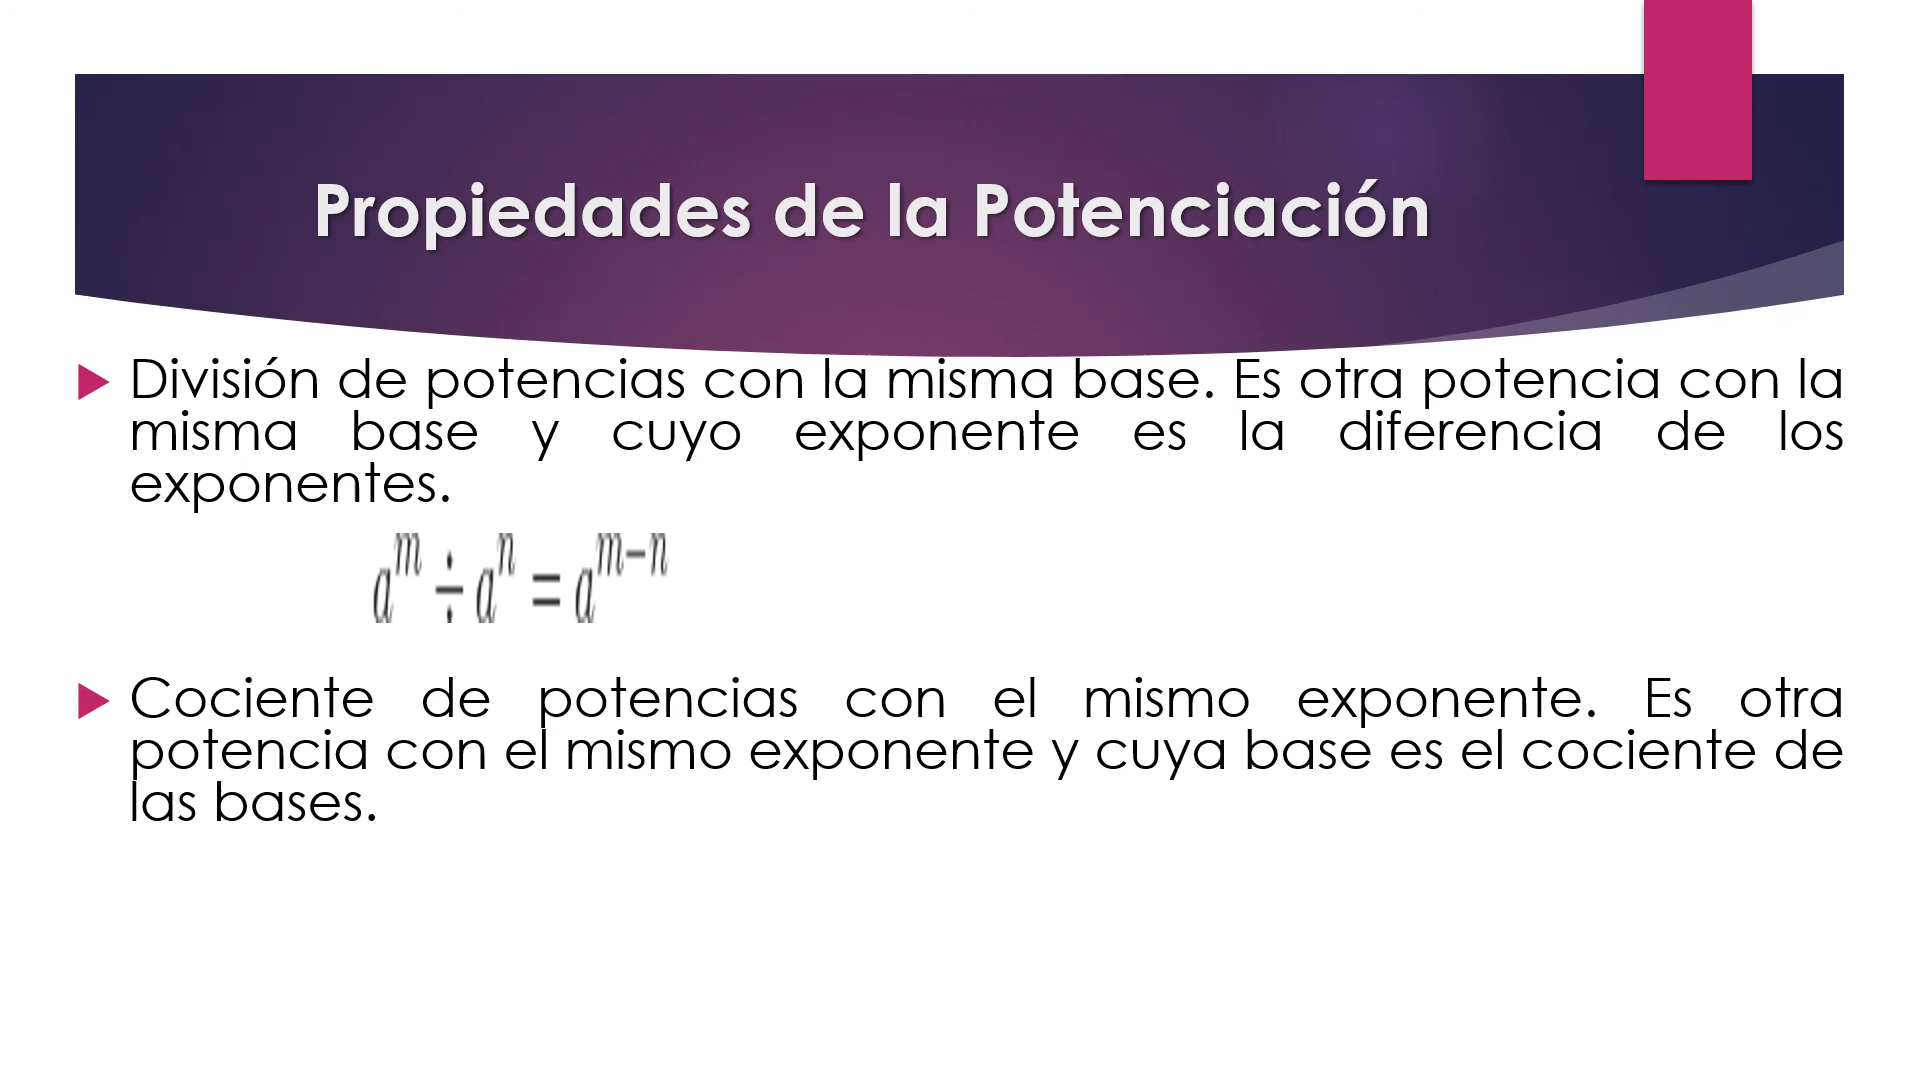 Propiedades de la Potenciación
División de potencias con la misma base. Es otra potencia con la
misma base y cuyo exponente es la diferencia de los
exponentes.
a^m ÷ a^n = a^{m−n}
Cociente de potencias con el mismo exponente. Es otra
potencia con el mismo exponente y cuya base es el cociente de
las bases.